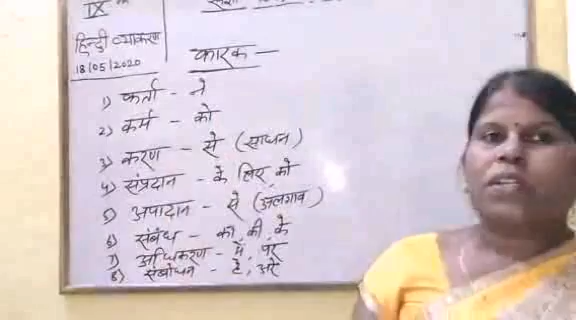 IX
हिन्दी व्याकरण
18/05/2020
कारक —
1) कर्ता - ने
2) कर्म - को
3) करण - से (साधन)
4) संप्रदान - के लिए, को
5) अपादान - से (अलगाव)
6) संबंध - का, की, के
7) अधिकरण - में, पर
8) संबोधन - हे, अरे